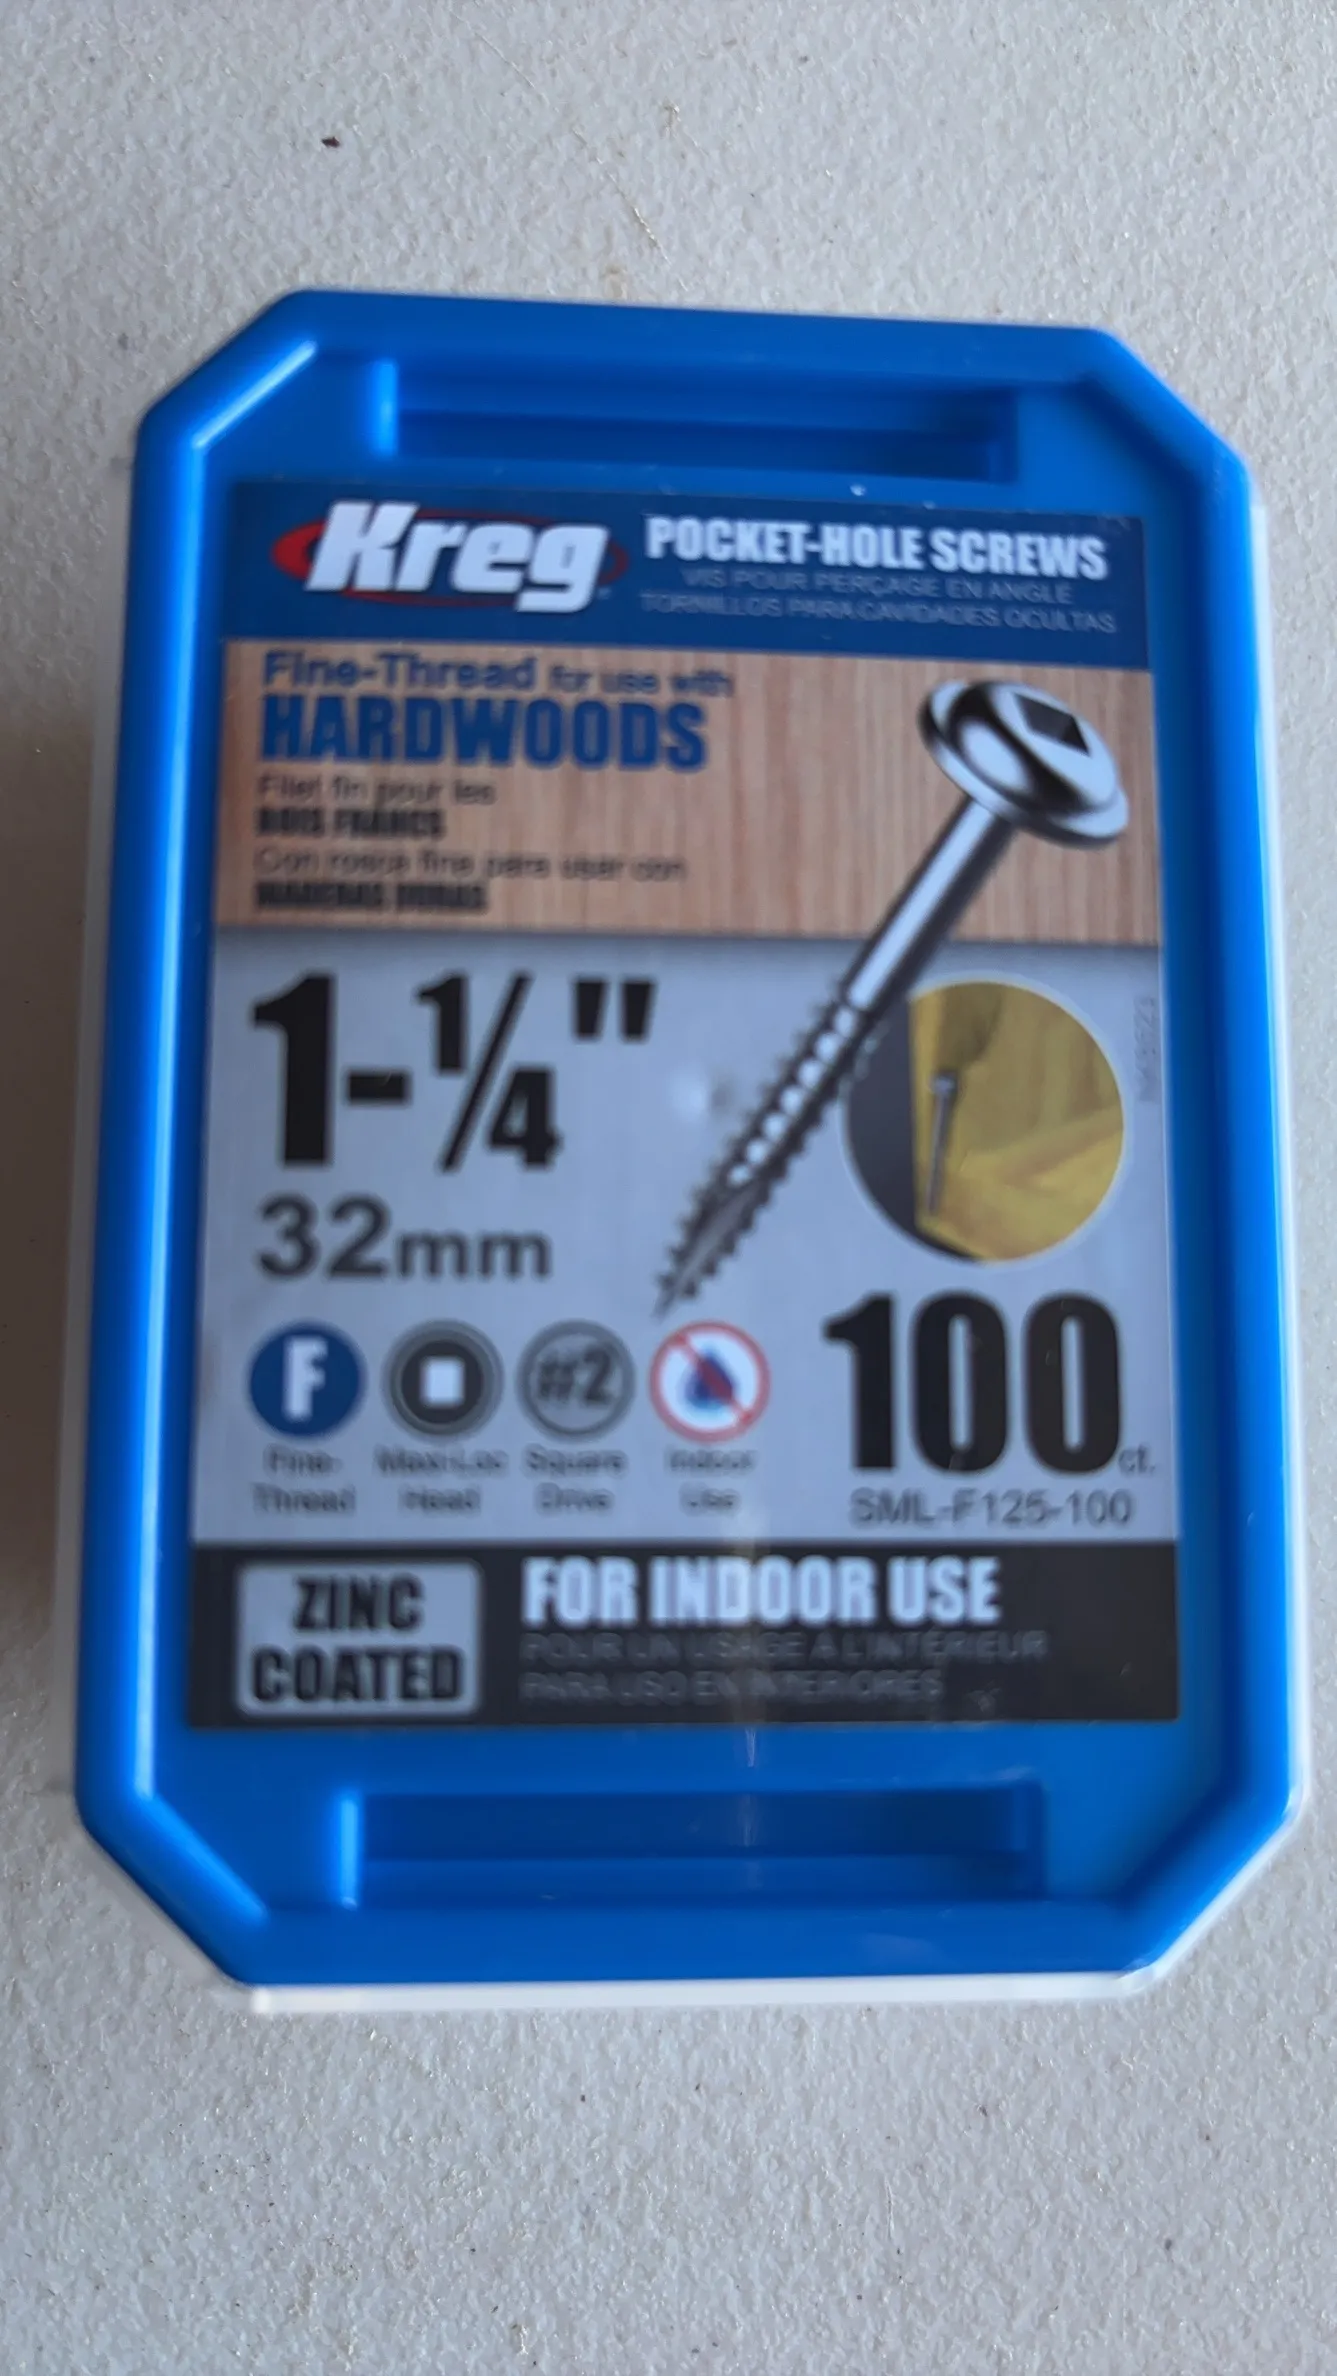 Kreg
POCKET-HOLE SCREWS
VIS POUR PERÇAGE EN ANGLE
TORNILLOS PARA CAVIDADES OCULTAS
Fine-Thread for use with
HARDWOODS
Filet fin pour les
BOIS FRANCS
Con rosca fina para usar con
MADERAS DURAS
1-¼"
32mm
F
#2
Fine-
Thread
Maxi-Loc
Head
Square
Drive
Indoor
Use
100 ct.
SML-F125-100
ZINC
COATED
FOR INDOOR USE
POUR UN USAGE À L'INTÉRIEUR
PARA USO EN INTERIORES